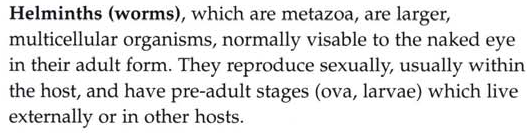 Helminths (worms), which are metazoa, are larger,
multicellular organisms, normally visable to the naked eye
in their adult form. They reproduce sexually, usually within
the host, and have pre-adult stages (ova, larvae) which live
externally or in other hosts.